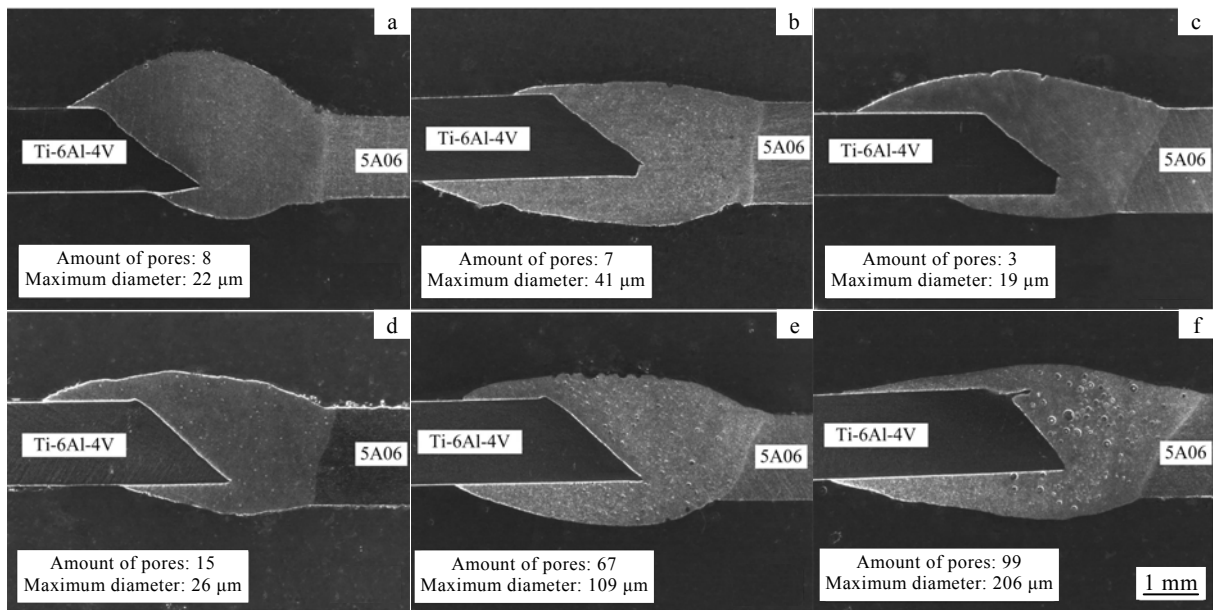 a
Ti-6Al-4V
5A06
Amount of pores: 8
Maximum diameter: 22 μm
b
Ti-6Al-4V
5A06
Amount of pores: 7
Maximum diameter: 41 μm
c
Ti-6Al-4V
5A06
Amount of pores: 3
Maximum diameter: 19 μm
d
Ti-6Al-4V
5A06
Amount of pores: 15
Maximum diameter: 26 μm
e
Ti-6Al-4V
5A06
Amount of pores: 67
Maximum diameter: 109 μm
f
Ti-6Al-4V
5A06
Amount of pores: 99
Maximum diameter: 206 μm
1 mm